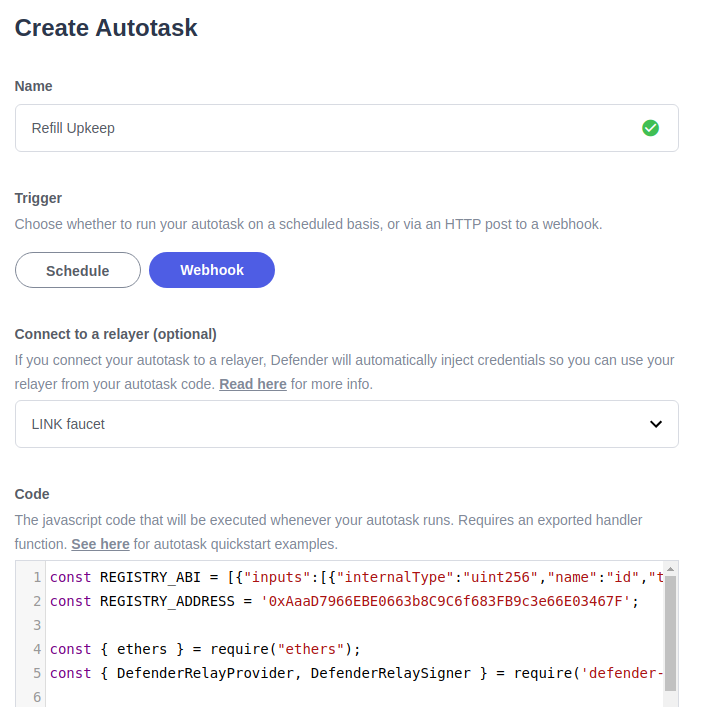 Create Autotask
Name
Refill Upkeep
Trigger
Choose whether to run your autotask on a scheduled basis, or via an HTTP post to a webhook.
Schedule Webhook
Connect to a relayer (optional)
If you connect your autotask to a relayer, Defender will automatically inject credentials so you can use your
relayer from your autotask code. Read here for more info.
LINK faucet
Code
The javascript code that will be executed whenever your autotask runs. Requires an exported handler
function. See here for autotask quickstart examples.
1 const REGISTRY_ABI = [{"inputs":[{"internalType":"uint256","name":"id","t
2 const REGISTRY_ADDRESS = '0xAaaD7966EBE0663b8C9C6f683FB9c3e66E03467F';
3
4 const { ethers } = require("ethers");
5 const { DefenderRelayProvider, DefenderRelaySigner } = require('defender-
6